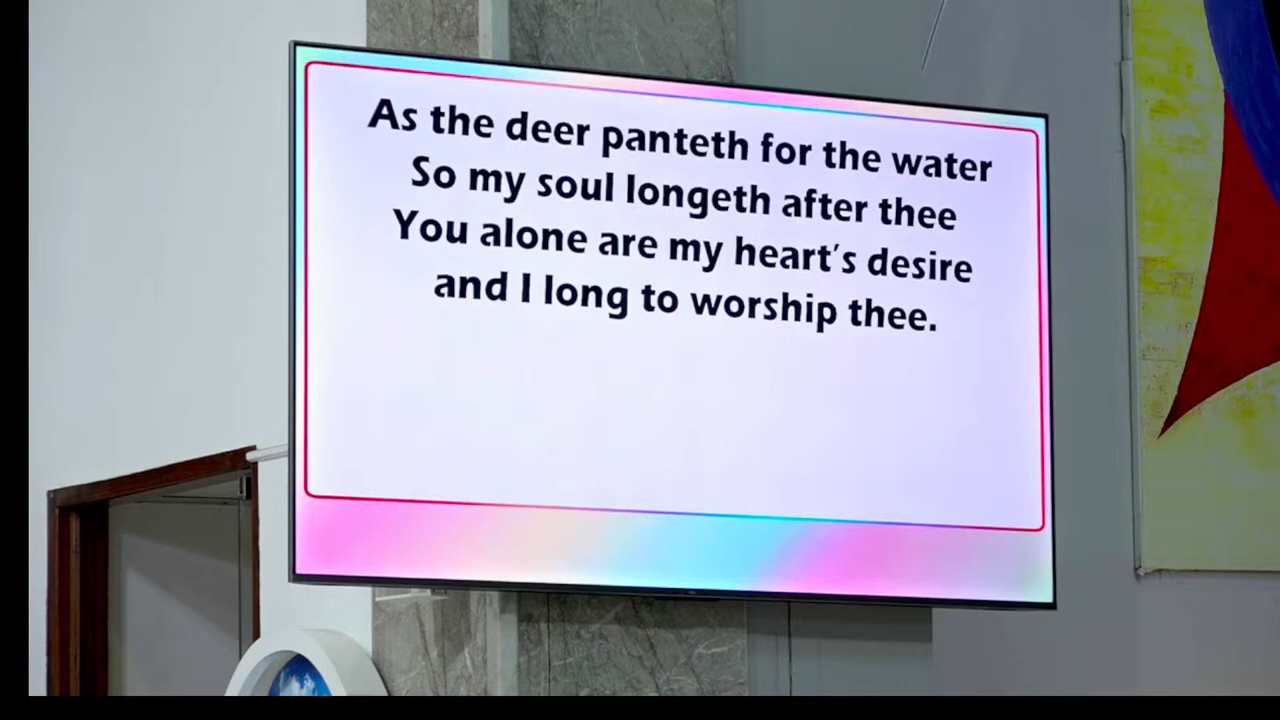 As the deer panteth for the water
So my soul longeth after thee
You alone are my heart's desire
and I long to worship thee.